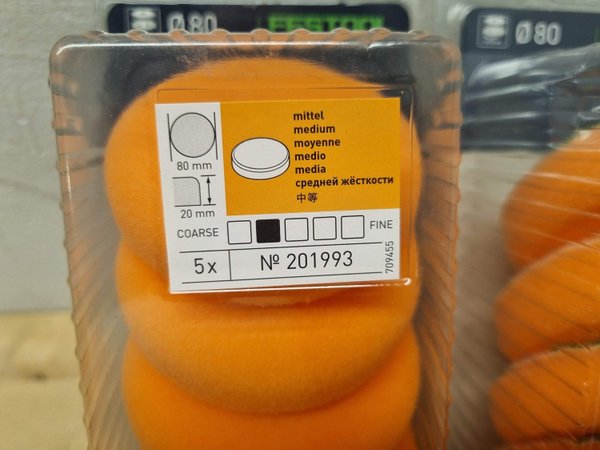 Ø 80
FESTOOL
Ø 80
mittel
medium
moyenne
medio
media
средней жёсткости
中等
80 mm
20 mm
COARSE
FINE
5x
№ 201993
709455